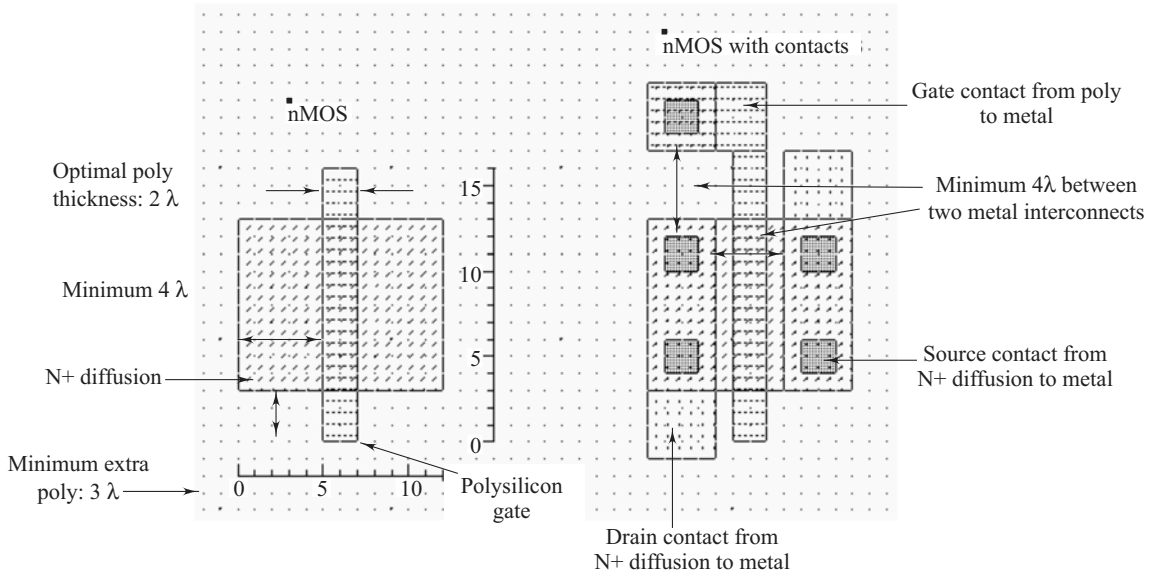 nMOS with contacts
nMOS
Gate contact from poly
to metal
Optimal poly
thickness: 2 λ
15
Minimum 4λ between
two metal interconnects
Minimum 4 λ
10
N+ diffusion
5
Source contact from
N+ diffusion to metal
0
Minimum extra
poly: 3 λ
0 5 10
Polysilicon
gate
Drain contact from
N+ diffusion to metal